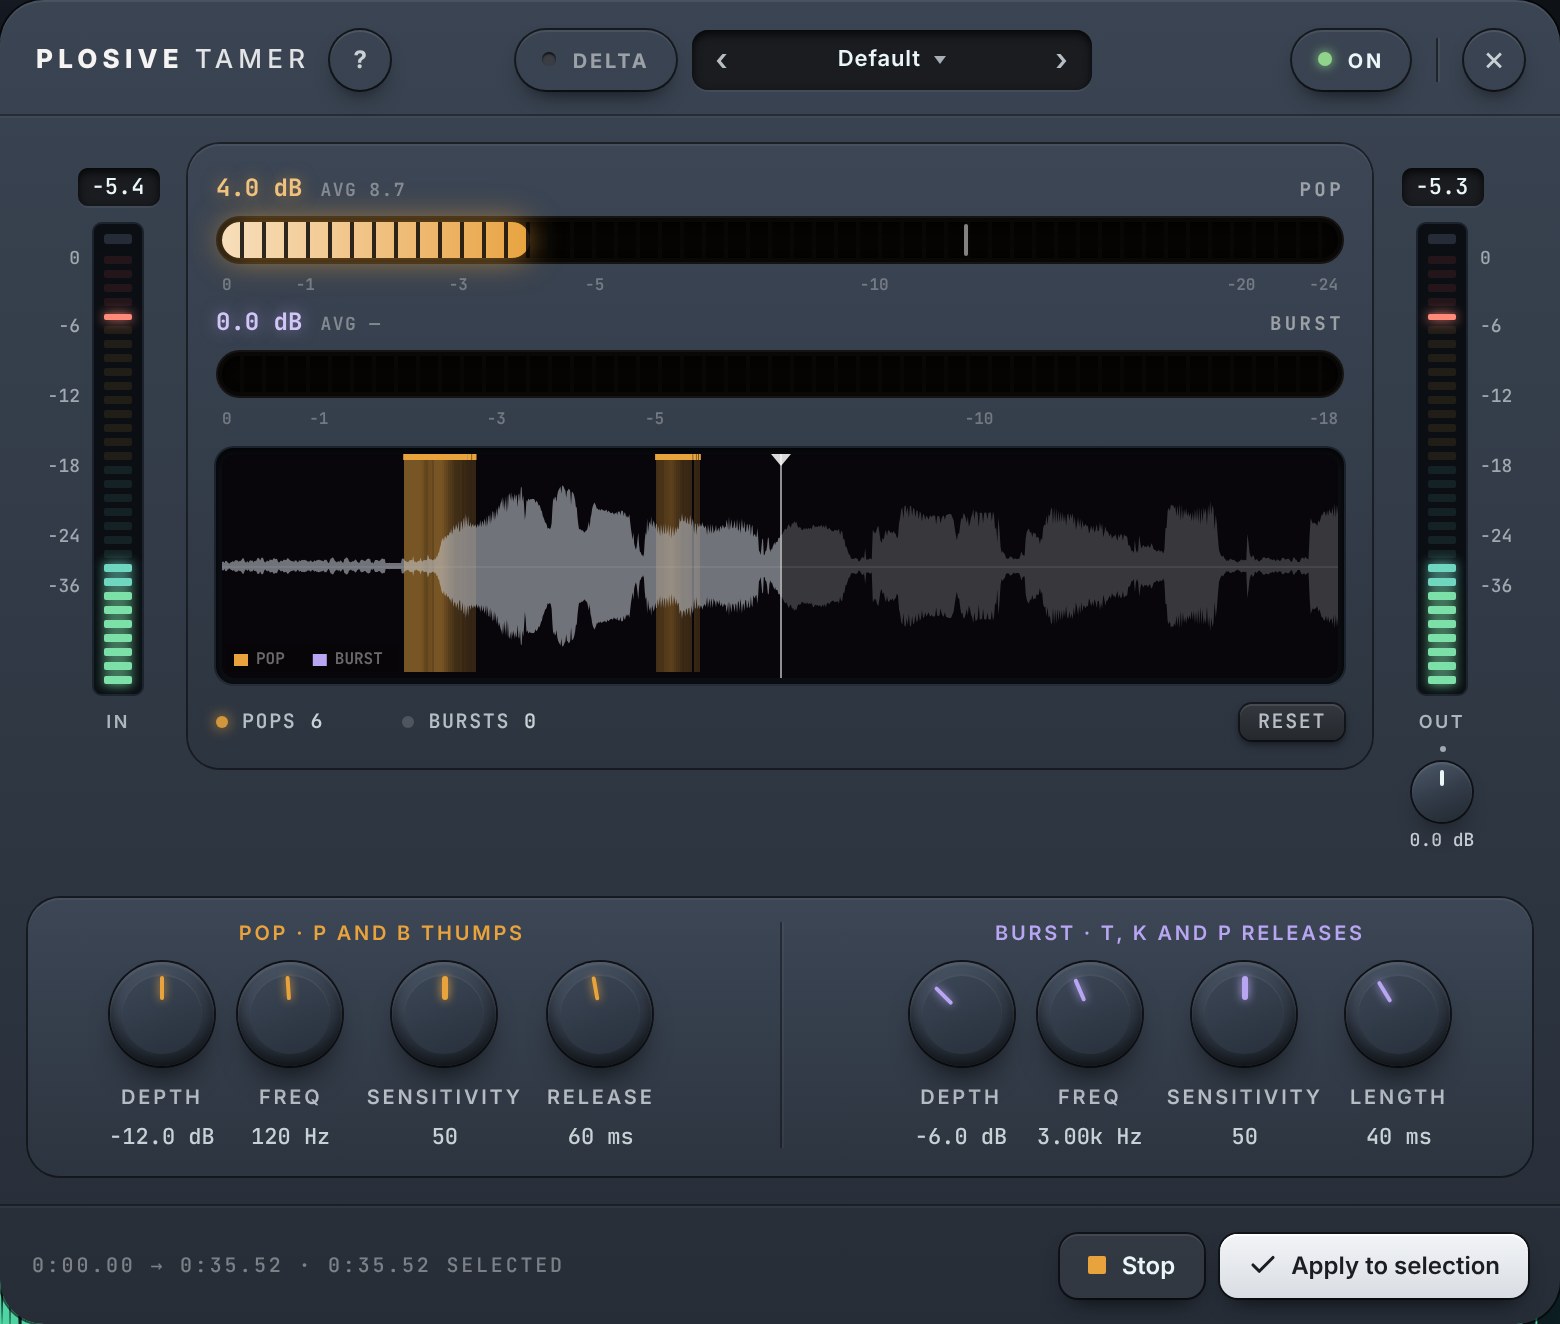 PLOSIVE TAMER ? DELTA ‹ Default › ON ×
-5.4 4.0 dB AVG 8.7 POP -5.3
0 -1 -3 -5 -10 -20 -24
0.0 dB AVG – BURST
0 -1 -3 -5 -10 -18
0
-6
-12
-18
-24
-36
IN
POP BURST
POPS 6 BURSTS 0 RESET
0
-6
-12
-18
-24
-36
OUT
0.0 dB
POP · P AND B THUMPS
DEPTH FREQ SENSITIVITY RELEASE
-12.0 dB 120 Hz 50 60 ms
BURST · T, K AND P RELEASES
DEPTH FREQ SENSITIVITY LENGTH
-6.0 dB 3.00k Hz 50 40 ms
0:00.00 → 0:35.52 · 0:35.52 SELECTED Stop Apply to selection